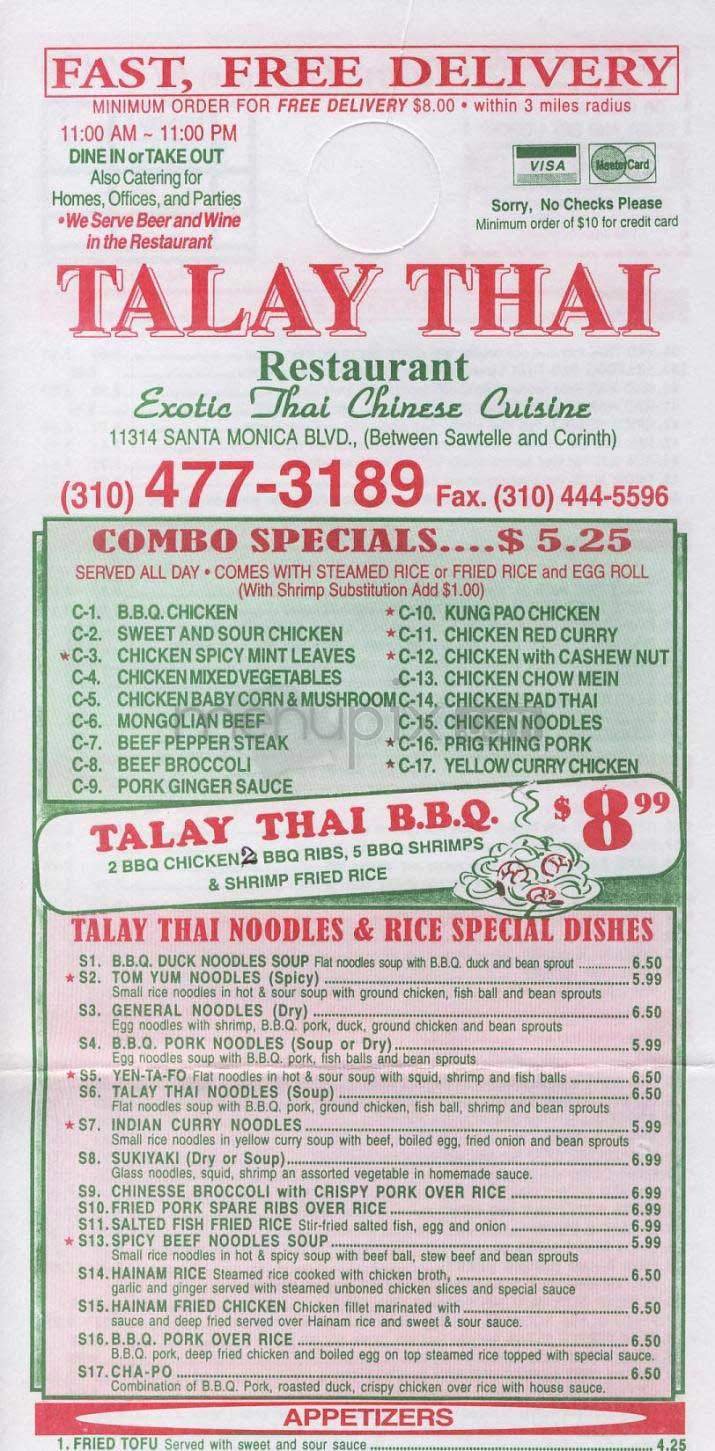 FAST, FREE DELIVERY
MINIMUM ORDER FOR FREE DELIVERY $8.00 • within 3 miles radius
11:00 AM ~ 11:00 PM
DINE IN or TAKE OUT
Also Catering for
Homes, Offices, and Parties
•We Serve Beer and Wine
in the Restaurant
VISA MasterCard
Sorry, No Checks Please
Minimum order of $10 for credit card
TALAY THAI
Restaurant
Exotic Thai Chinese Cuisine
11314 SANTA MONICA BLVD., (Between Sawtelle and Corinth)
(310) 477-3189 Fax. (310) 444-5596
COMBO SPECIALS....$ 5.25
SERVED ALL DAY • COMES WITH STEAMED RICE or FRIED RICE and EGG ROLL
(With Shrimp Substitution Add $1.00)
C-1. B.B.Q. CHICKEN
C-2. SWEET AND SOUR CHICKEN
★C-3. CHICKEN SPICY MINT LEAVES
C-4. CHICKEN MIXED VEGETABLES
C-5. CHICKEN BABY CORN & MUSHROOM
C-6. MONGOLIAN BEEF
C-7. BEEF PEPPER STEAK
C-8. BEEF BROCCOLI
C-9. PORK GINGER SAUCE
★C-10. KUNG PAO CHICKEN
★C-11. CHICKEN RED CURRY
★C-12. CHICKEN with CASHEW NUT
C-13. CHICKEN CHOW MEIN
C-14. CHICKEN PAD THAI
C-15. CHICKEN NOODLES
★C-16. PRIG KHING PORK
★C-17. YELLOW CURRY CHICKEN
menupix
TALAY THAI B.B.Q. $ 8.99
2 BBQ CHICKEN 2 BBQ RIBS, 5 BBQ SHRIMPS
& SHRIMP FRIED RICE
TALAY THAI NOODLES & RICE SPECIAL DISHES
S1. B.B.Q. DUCK NOODLES SOUP Flat noodles soup with B.B.Q. duck and bean sprout ...............6.50
★S2. TOM YUM NOODLES (Spicy) ...............5.99
Small rice noodles in hot & sour soup with ground chicken, fish ball and bean sprouts
S3. GENERAL NOODLES (Dry) ...............6.50
Egg noodles with shrimp, B.B.Q. pork, duck, ground chicken and bean sprouts
S4. B.B.Q. PORK NOODLES (Soup or Dry) ...............5.99
Egg noodles soup with B.B.Q. pork, fish balls and bean sprouts
★S5. YEN-TA-FO Flat noodles in hot & sour soup with squid, shrimp and fish balls ...............6.50
S6. TALAY THAI NOODLES (Soup) ...............6.50
Flat noodles soup with B.B.Q. pork, ground chicken, fish ball, shrimp and bean sprouts
★S7. INDIAN CURRY NOODLES ...............5.99
Small rice noodles in yellow curry soup with beef, boiled egg, fried onion and bean sprouts
S8. SUKIYAKI (Dry or Soup) ...............6.99
Glass noodles, squid, shrimp an assorted vegetable in homemade sauce.
S9. CHINESSE BROCCOLI with CRISPY PORK OVER RICE ...............6.99
S10. FRIED PORK SPARE RIBS OVER RICE ...............6.99
S11. SALTED FISH FRIED RICE Stir-fried salted fish, egg and onion ...............6.99
★S13. SPICY BEEF NOODLES SOUP ...............5.99
Small rice noodles in hot & spicy soup with beef ball, stew beef and bean sprouts
S14. HAINAM RICE Steamed rice cooked with chicken broth, ...............6.50
garlic and ginger served with steamed unboned chicken slices and special sauce
S15. HAINAM FRIED CHICKEN Chicken fillet marinated with ...............6.50
sauce and deep fried served over Hainam rice and sweet & sour sauce.
S16. B.B.Q. PORK OVER RICE ...............6.50
B.B.Q. pork, deep fried chicken and boiled egg on top steamed rice topped with special sauce.
S17. CHA-PO ...............6.50
Combination of B.B.Q. Pork, roasted duck, crispy chicken over rice with house sauce.
APPETIZERS
1. FRIED TOFU Served with sweet and sour sauce ...............4.25